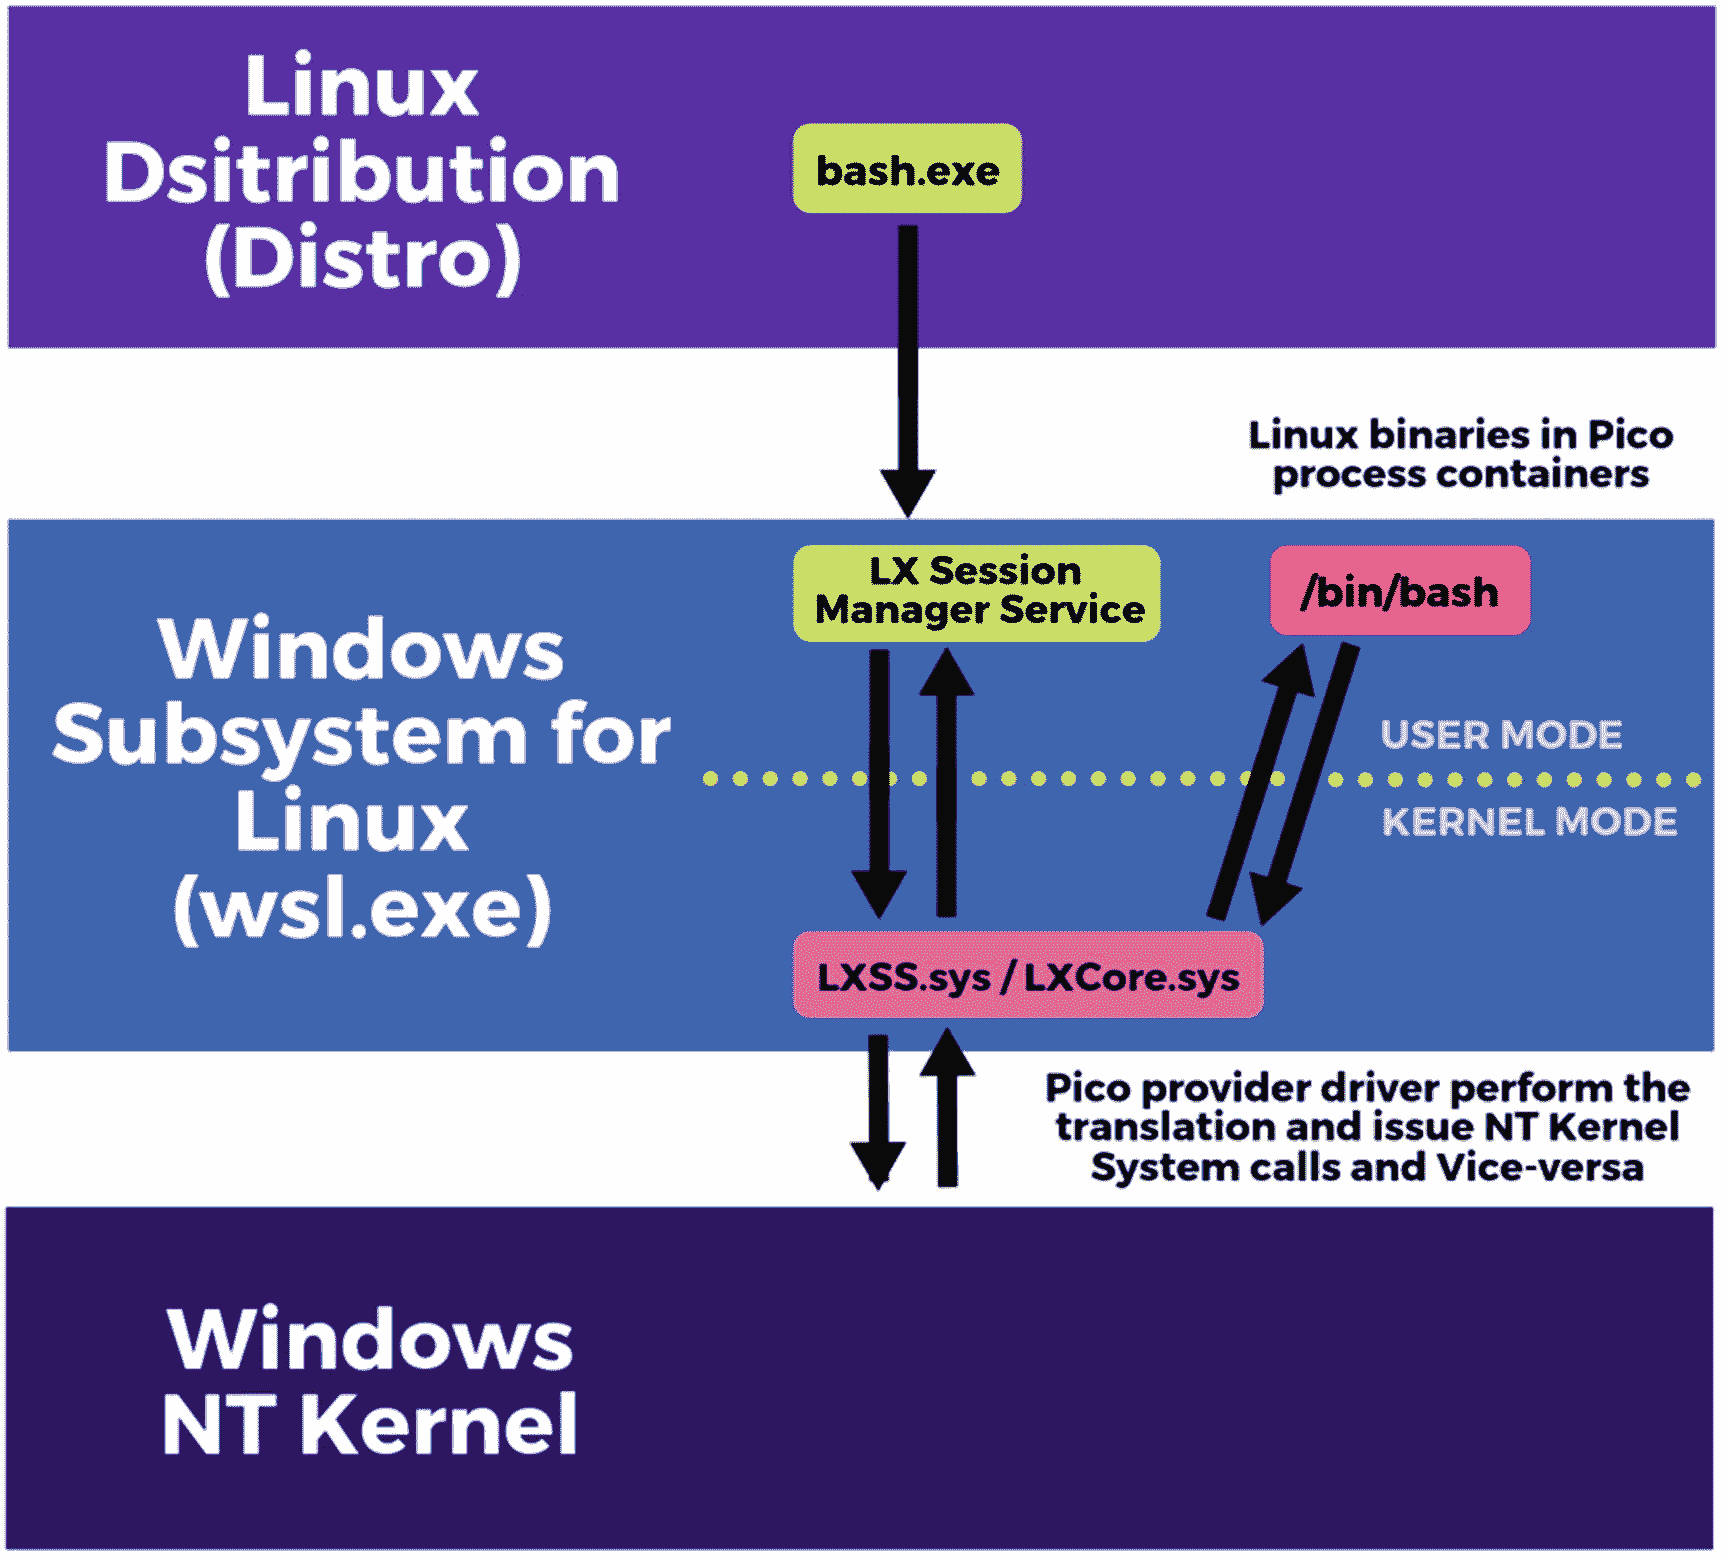 Linux
Dsitribution
(Distro)
bash.exe
Linux binaries in Pico
process containers
Windows
Subsystem for
Linux
(wsl.exe)
LX Session
Manager Service
/bin/bash
USER MODE
KERNEL MODE
LXSS.sys / LXCore.sys
Pico provider driver perform the
translation and issue NT Kernel
System calls and Vice-versa
Windows
NT Kernel